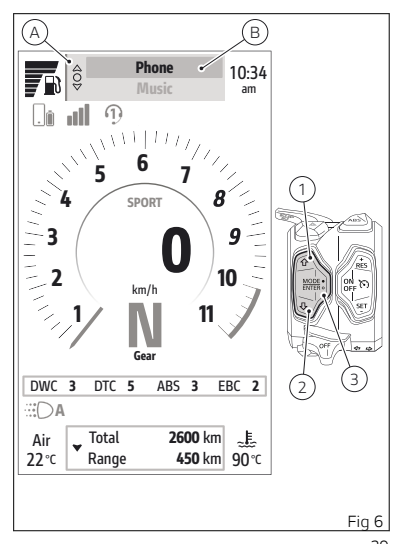 A
B
Phone
Music
10:34
am
1
6
5
7
4
SPORT
8
3
0
9
2
km/h
10
1
N
11
Gear
DWC 3 DTC 5 ABS 3 EBC 2
A
Air
22 °C
Total 2600 km
Range 450 km
90 °C
1
ABS
+
RES
MODE
ENTER
ON
OFF
SET
-
OFF
2
3
Fig 6